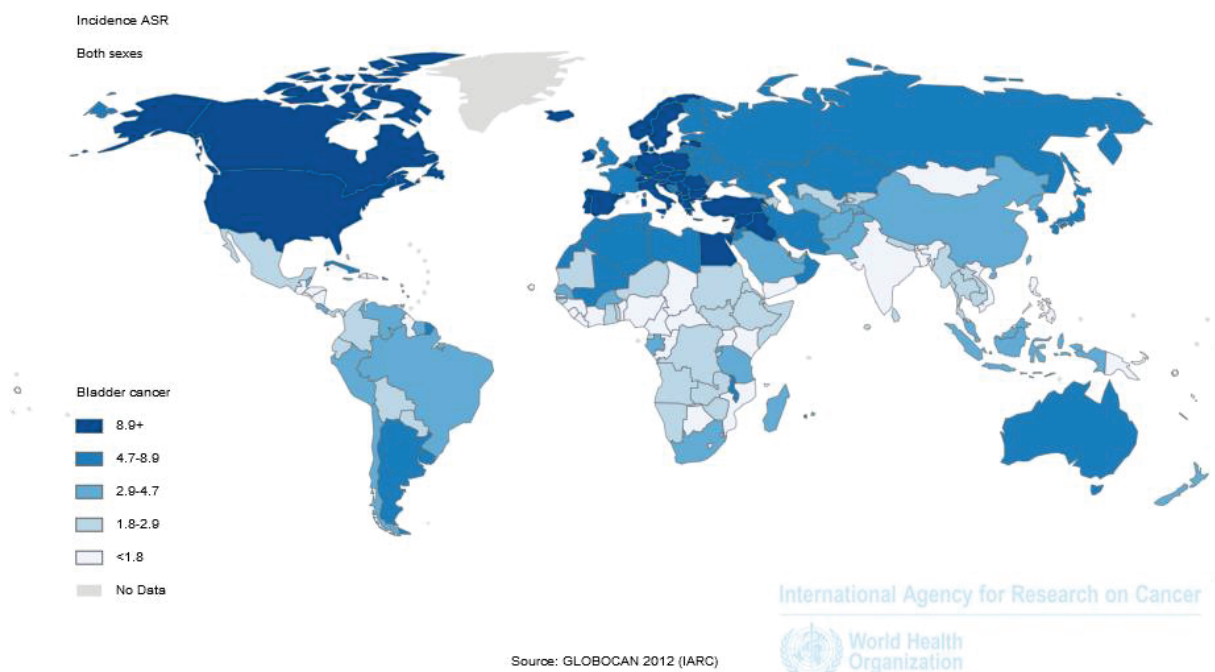 Incidence ASR
Both sexes
Bladder cancer
8.9+
4.7-8.9
2.9-4.7
1.8-2.9
<1.8
No Data
International Agency for Research on Cancer
World Health
Organization
Source: GLOBOCAN 2012 (IARC)